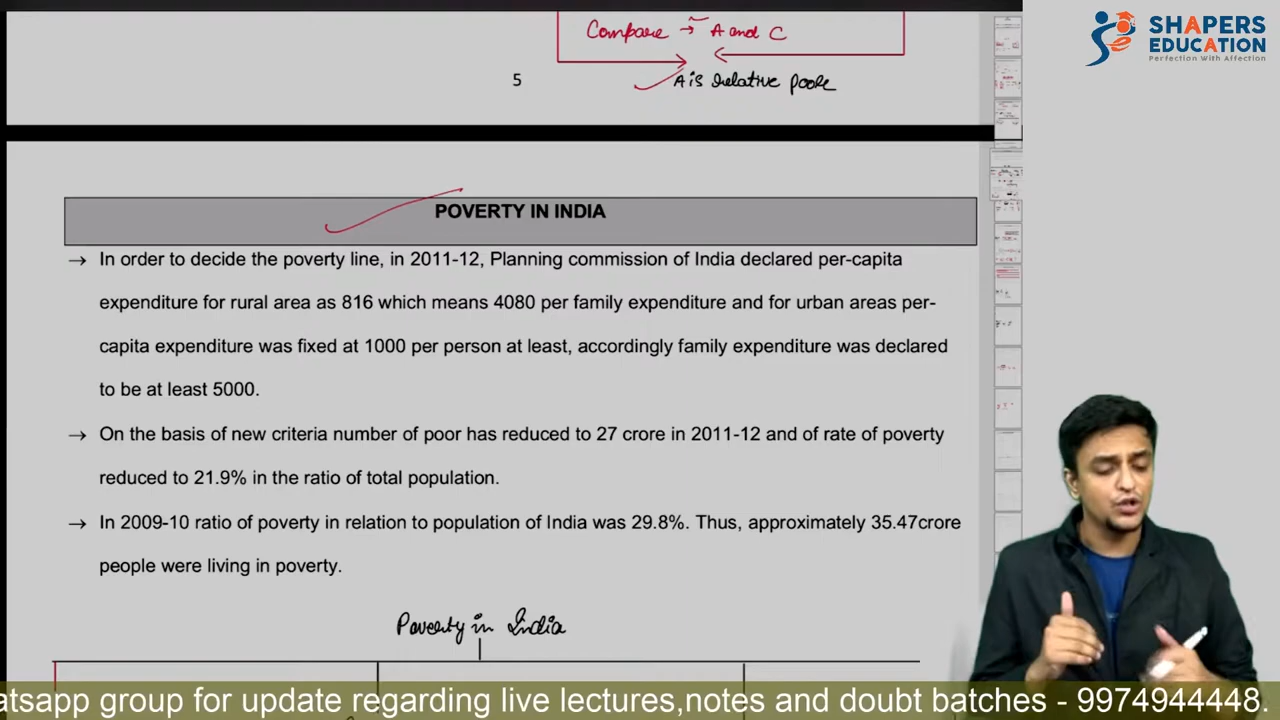 Compare → A and C
SHAPERS
EDUCATION
Perfection With Affection
5
A is relative poor
POVERTY IN INDIA
→ In order to decide the poverty line, in 2011-12, Planning commission of India declared per-capita
expenditure for rural areas as 816 which means 4080 per family expenditure and for urban areas per-
capita expenditure was fixed at 1000 per person at least, accordingly family expenditure was declared
to be at least 5000.
→ On the basis of new criteria number of poor has reduced to 27 crore in 2011-12 and of rate of poverty
reduced to 21.9% in the ratio of total population.
→ In 2009-10 ratio of poverty in relation to population of India was 29.8%. Thus, approximately 35.47crore
people were living in poverty.
Poverty in India
atsapp group for update regarding live lectures,notes and doubt batches - 9974944448.